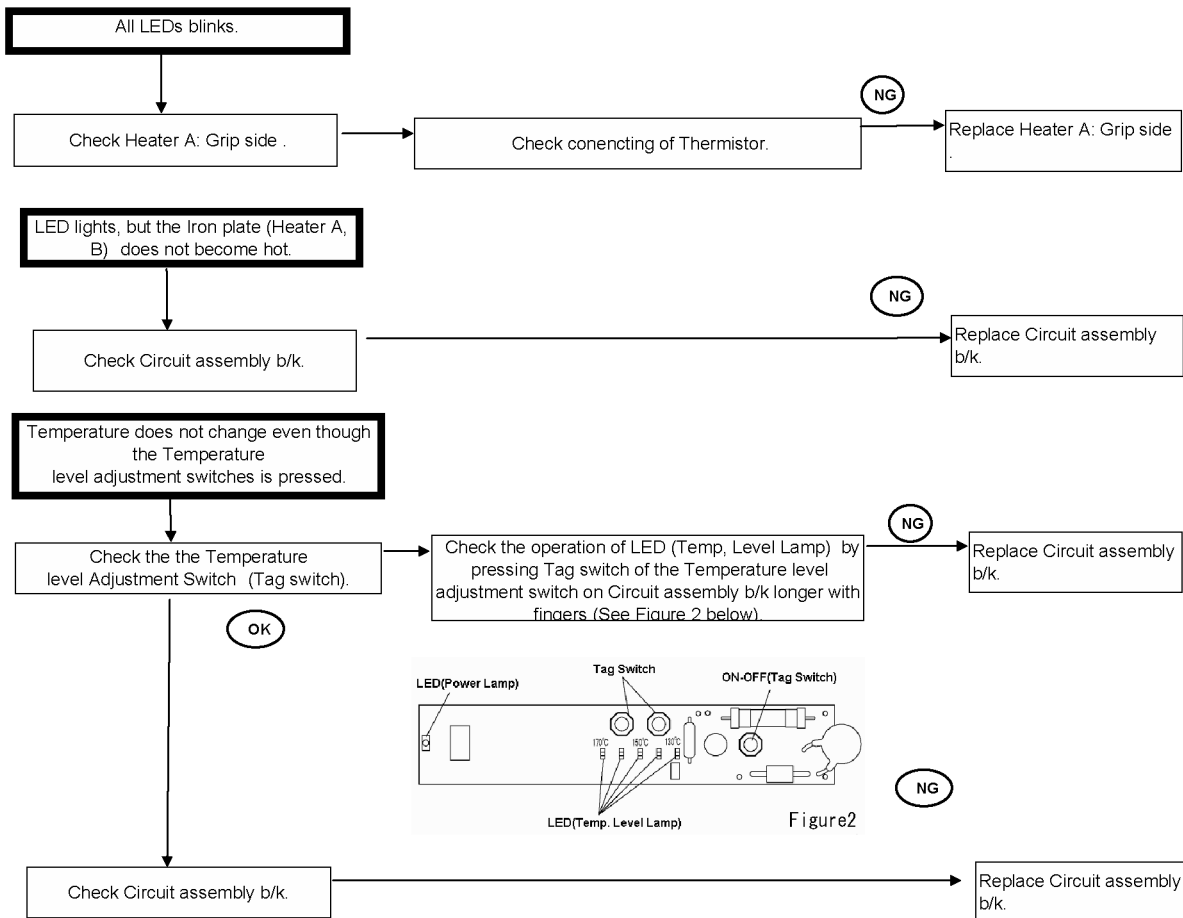 All LEDs blinks.
NG
Check Heater A: Grip side .
Check conencting of Thermistor.
Replace Heater A: Grip side
.
LED lights, but the Iron plate (Heater A,
B) does not become hot.
NG
Check Circuit assembly b/k.
Replace Circuit assembly
b/k.
Temperature does not change even though
the Temperature
level adjustment switches is pressed.
NG
Check the the Temperature
level Adjustment Switch (Tag switch).
Check the operation of LED (Temp, Level Lamp) by
pressing Tag switch of the Temperature level
adjustment switch on Circuit assembly b/k longer with
fingers (See Figure 2 below).
Replace Circuit assembly
b/k.
OK
Tag Switch
LED(Power Lamp)
ON-OFF(Tag Switch)
170°C 150°C 130°C
LED(Temp. Level Lamp)
Figure2
NG
Check Circuit assembly b/k.
Replace Circuit assembly
b/k.